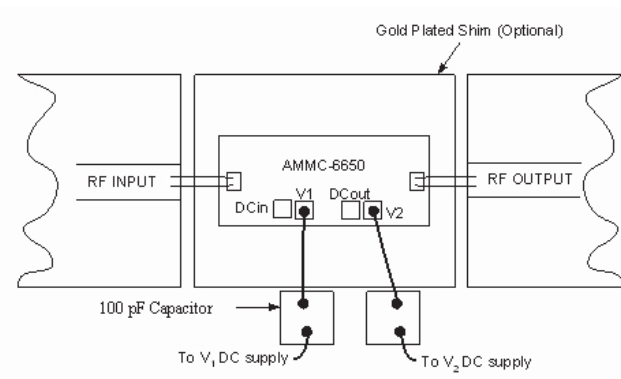 Gold Plated Shim (Optional)
AMMC-6650
RF INPUT
RF OUTPUT
V1
DCout
DCin
V2
100 pF Capacitor
To V1 DC supply
To V2 DC supply